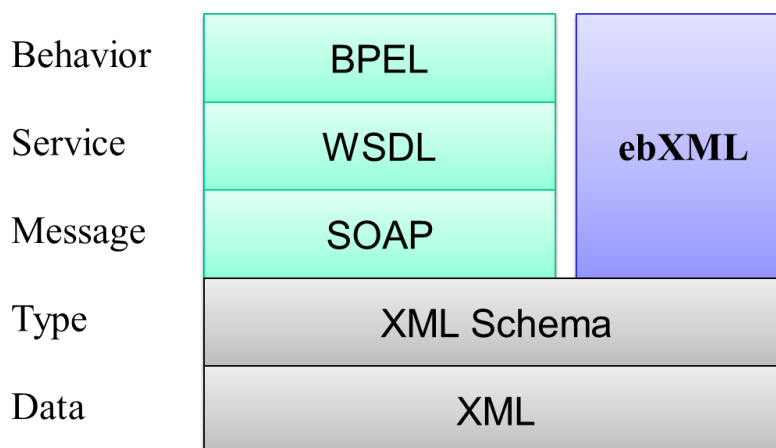 Behavior
BPEL
Service
WSDL
ebXML
Message
SOAP
Type
XML Schema
Data
XML